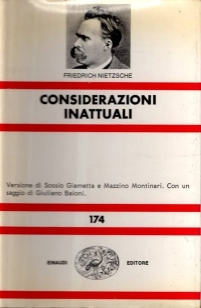 FRIEDRICH NIETZSCHE
CONSIDERAZIONI
INATTUALI
Versione di Sossio Giametta e Mazzino Montinari. Con un
saggio di Giuliano Baioni.
174
EINAUDI EDITORE